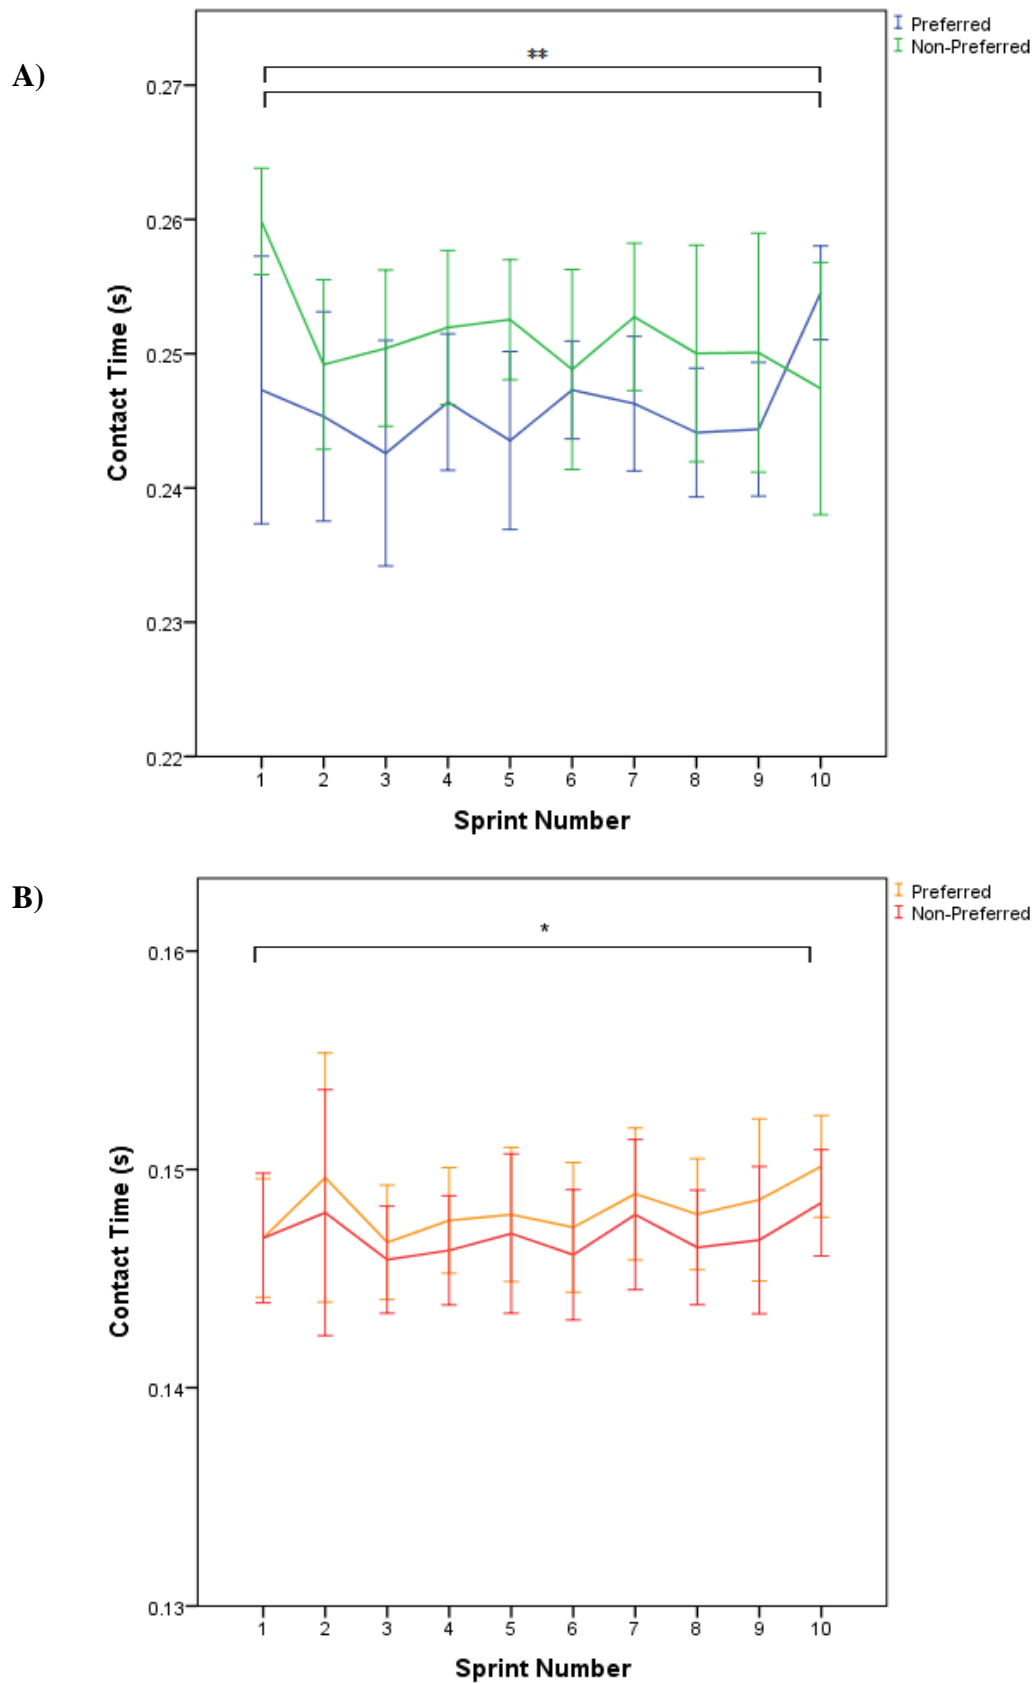 A)
‡‡
Preferred
Non-Preferred
0.27
0.26
0.25
0.24
0.23
0.22
Contact Time (s)
1 2 3 4 5 6 7 8 9 10
Sprint Number
B)
*
Preferred
Non-Preferred
0.16
0.15
0.14
0.13
Contact Time (s)
1 2 3 4 5 6 7 8 9 10
Sprint Number